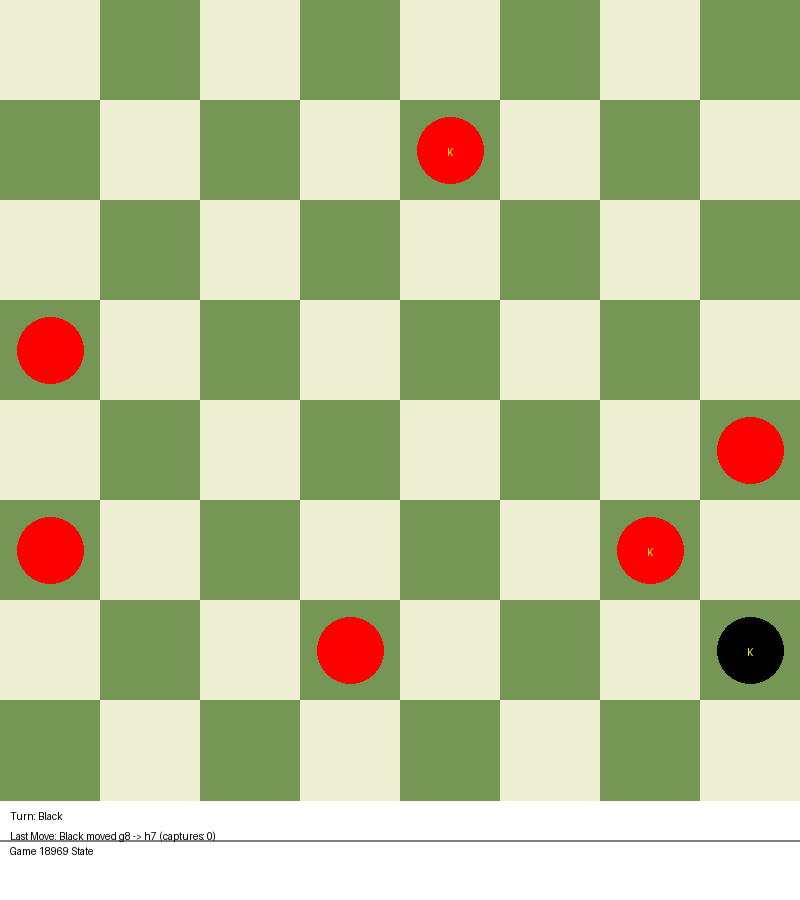 K
K
K
Turn: Black
Last Move: Black moved g8 -> h7 (captures: 0)
Game 18969 State